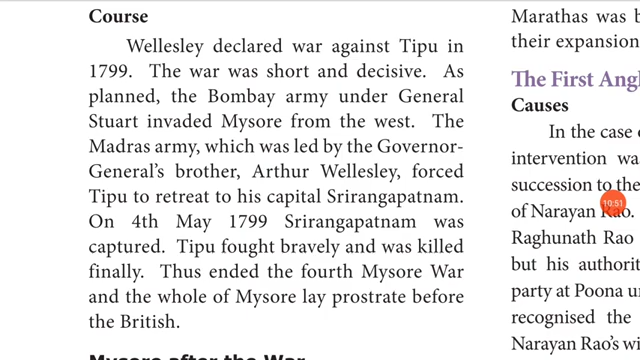 Course
Wellesley declared war against Tipu in
1799. The war was short and decisive. As
planned, the Bombay army under General
Stuart invaded Mysore from the west. The
Madras army, which was led by the Governor-
General's brother, Arthur Wellesley, forced
Tipu to retreat to his capital Srirangapatnam.
On 4th May 1799 Srirangapatnam was
captured. Tipu fought bravely and was killed
finally. Thus ended the fourth Mysore War
and the whole of Mysore lay prostrate before
the British.
Mysore after the War
Marathas was b
their expansion
The First Angl
Causes
In the case o
intervention wa
succession to the
of Narayan Rao.
Raghunath Rao
but his authorit
party at Poona un
recognised the
Narayan Rao's wi
10:51